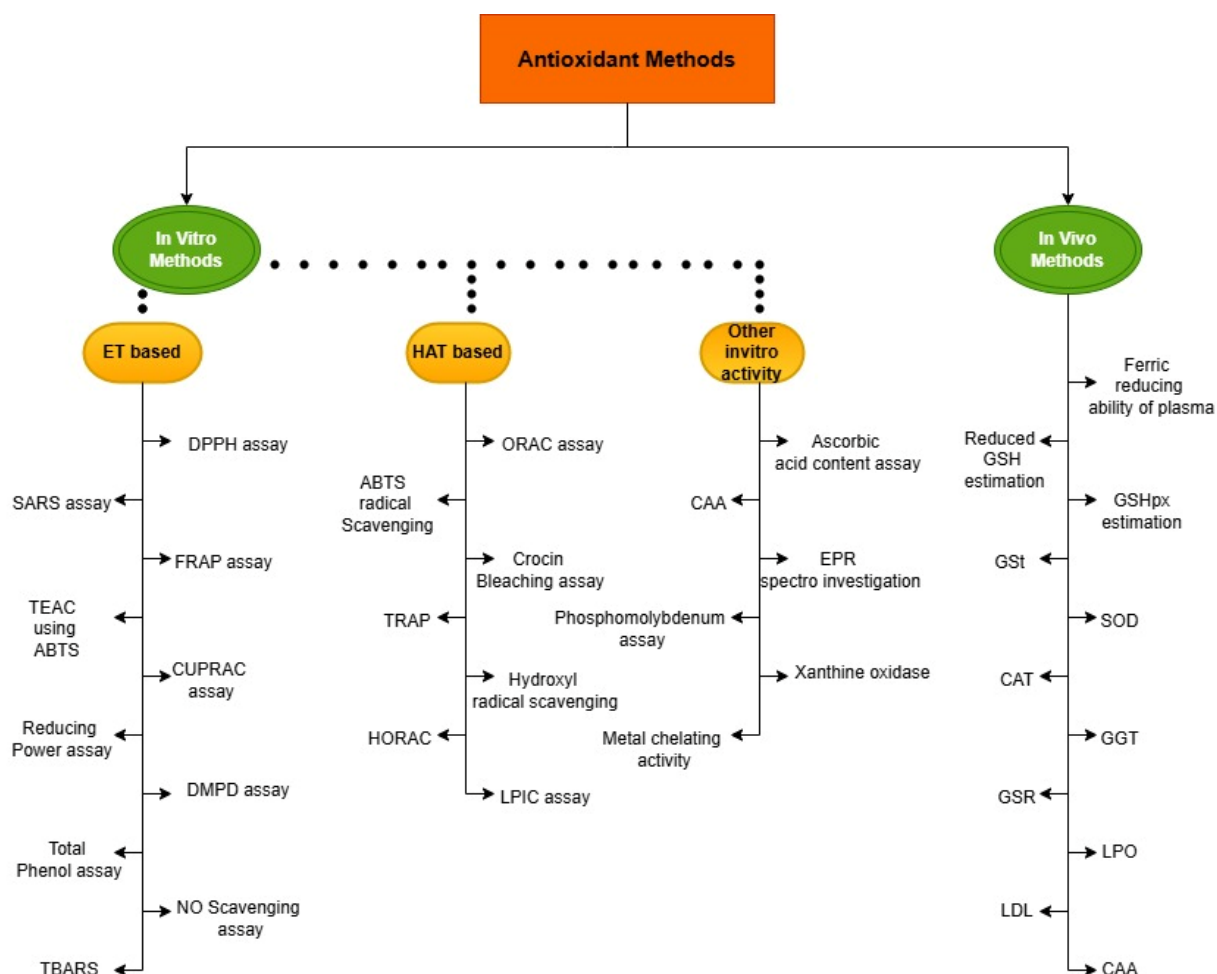 Antioxidant Methods
In Vitro
Methods
In Vivo
Methods
ET based
HAT based
Other
invitro
activity
DPPH assay
SARS assay
FRAP assay
TEAC
using
ABTS
CUPRAC
assay
Reducing
Power assay
DMPD assay
Total
Phenol assay
NO Scavenging
assay
TBARS
ORAC assay
ABTS
radical
Scavenging
Crocin
Bleaching assay
TRAP
Hydroxyl
radical scavenging
HORAC
LPIC assay
Ascorbic
acid content assay
CAA
EPR
spectro investigation
Phosphomolybdenum
assay
Xanthine oxidase
Metal chelating
activity
Ferric
reducing
ability of plasma
Reduced
GSH
estimation
GSHpx
estimation
GSt
SOD
CAT
GGT
GSR
LPO
LDL
CAA